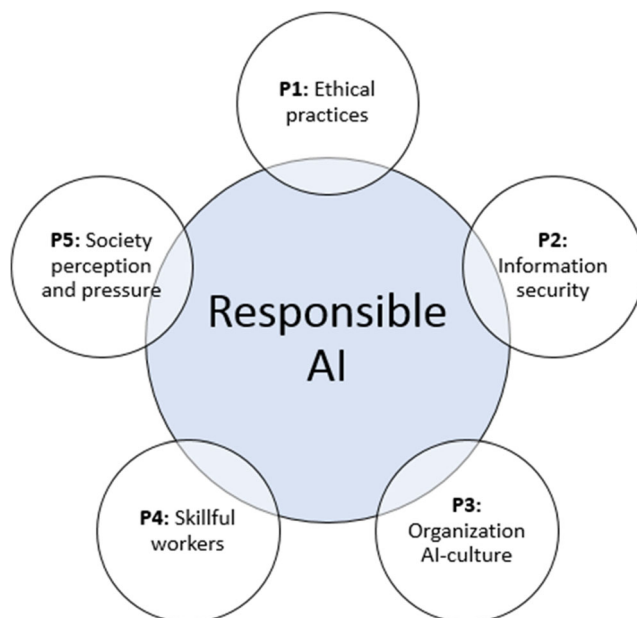 P1: Ethical
practices
P2:
Information
security
P5: Society
perception
and pressure
Responsible
AI
P4: Skillful
workers
P3:
Organization
AI-culture